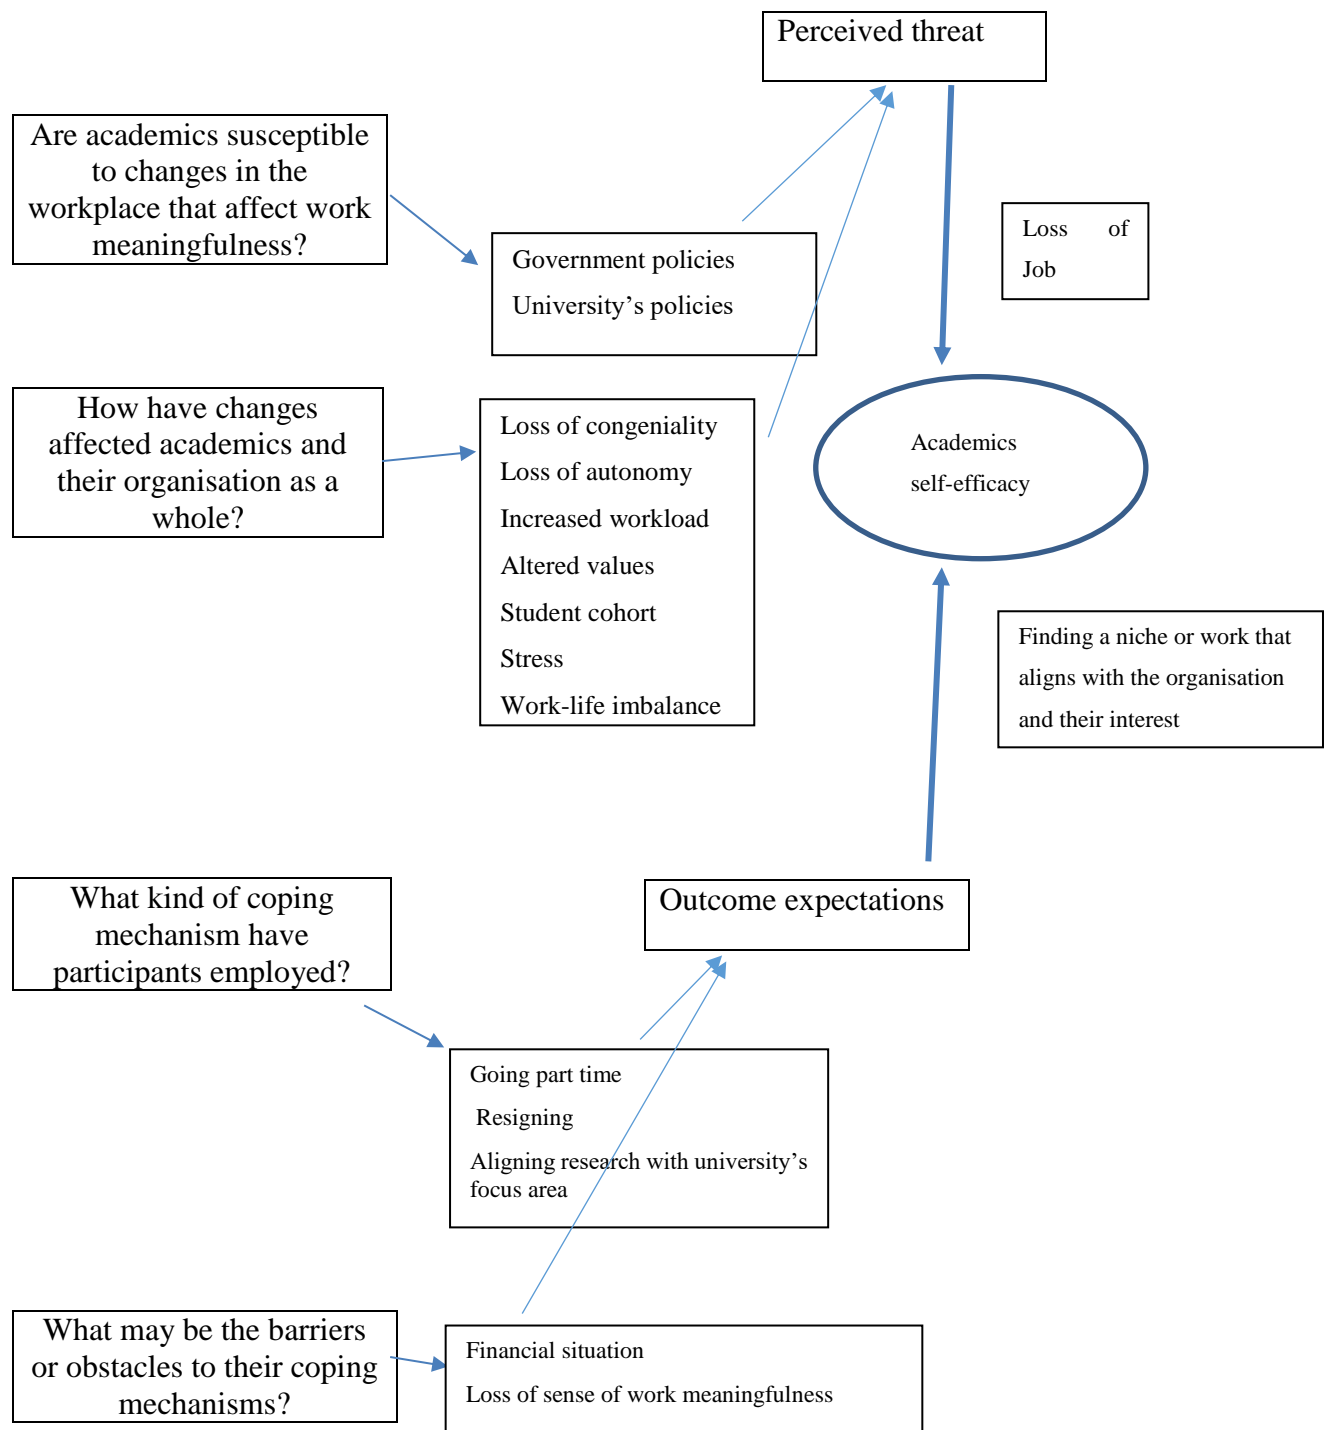 Perceived threat
Are academics susceptible
to changes in the
workplace that affect work
meaningfulness?
Government policies
University’s policies
Loss of
Job
How have changes
affected academics and
their organisation as a
whole?
Loss of congeniality
Loss of autonomy
Increased workload
Altered values
Student cohort
Stress
Work-life imbalance
Academics
self-efficacy
Finding a niche or work that
aligns with the organisation
and their interest
What kind of coping
mechanism have
participants employed?
Outcome expectations
Going part time
Resigning
Aligning research with university’s
focus area
What may be the barriers
or obstacles to their coping
mechanisms?
Financial situation
Loss of sense of work meaningfulness